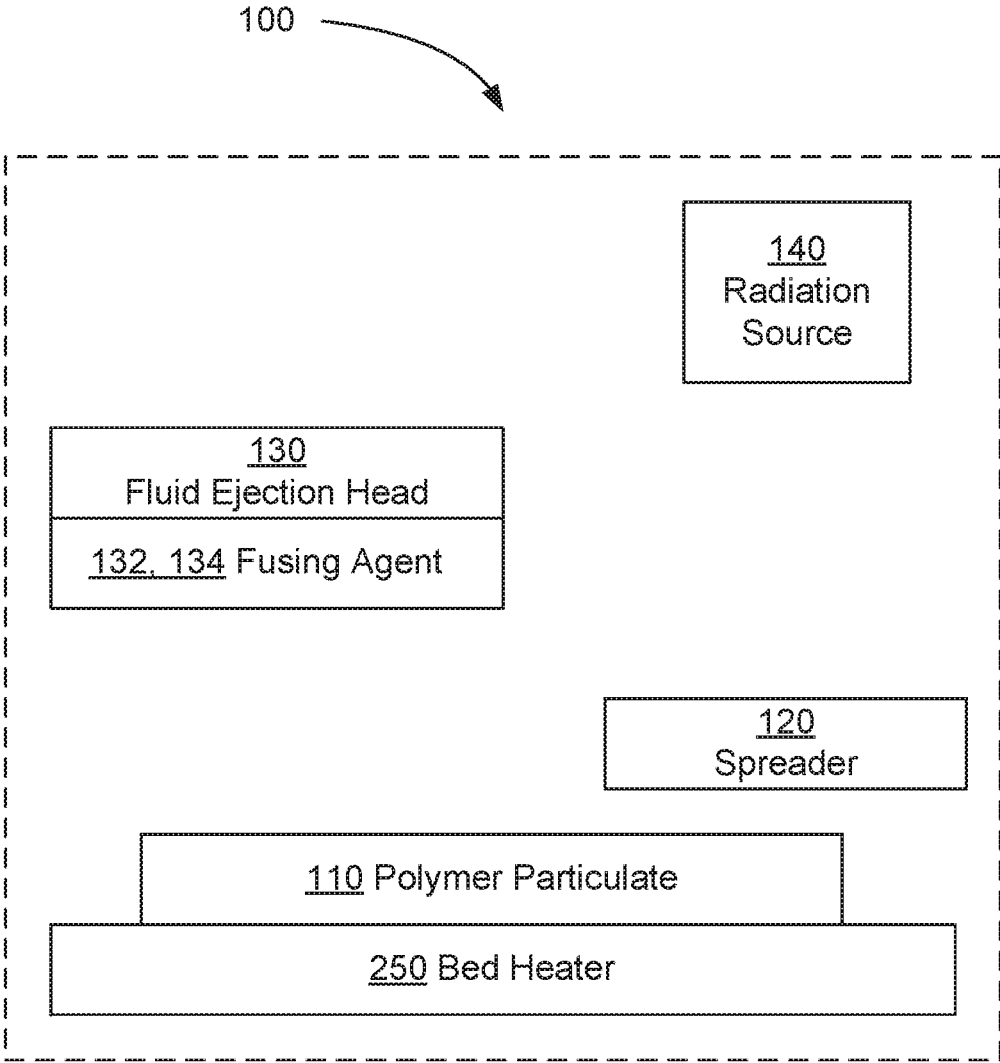 100
140
Radiation
Source
130
Fluid Ejection Head
132, 134 Fusing Agent
120
Spreader
110 Polymer Particulate
250 Bed Heater